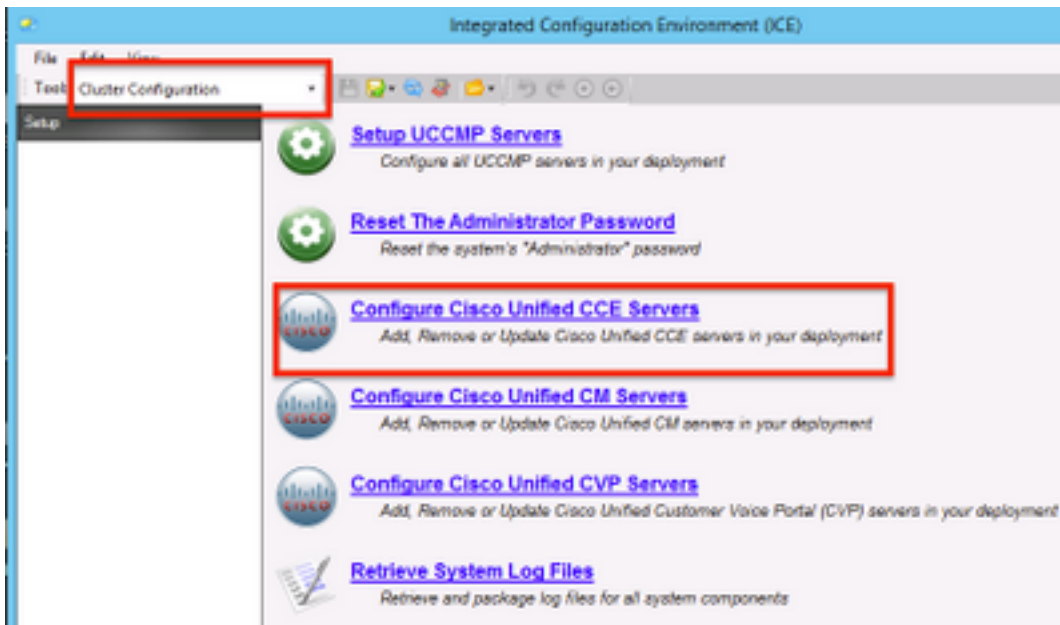 Integrated Configuration Environment (ICE)
File Edit View
Tool: Cluster Configuration
Setup
Setup UCCMP Servers
Configure all UCCMP servers in your deployment
Reset The Administrator Password
Reset the system's "Administrator" password
Configure Cisco Unified CCE Servers
Add, Remove or Update Cisco Unified CCE servers in your deployment
Configure Cisco Unified CM Servers
Add, Remove or Update Cisco Unified CM servers in your deployment
Configure Cisco Unified CVP Servers
Add, Remove or Update Cisco Unified Customer Voice Portal (CVP) servers in your deployment
Retrieve System Log Files
Retrieve and package log files for all system components